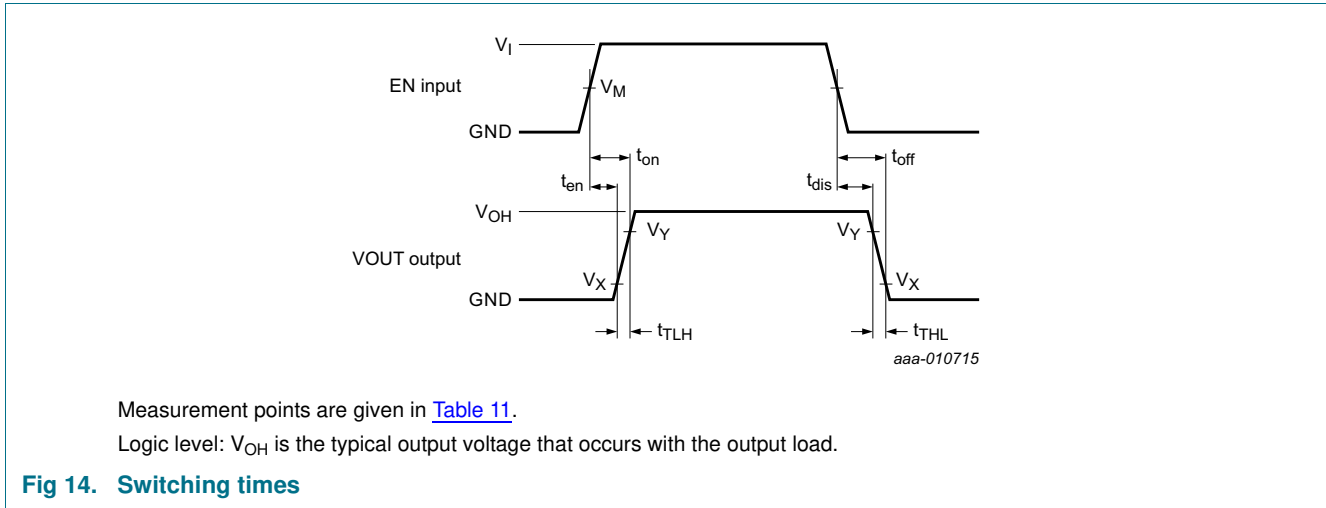 V_I
EN input
V_M
GND
t_on
t_off
t_en
t_dis
V_OH
V_Y
V_Y
VOUT output
V_X
V_X
GND
t_TLH
t_THL
aaa-010715
Measurement points are given in Table 11.
Logic level: V_OH is the typical output voltage that occurs with the output load.
Fig 14. Switching times